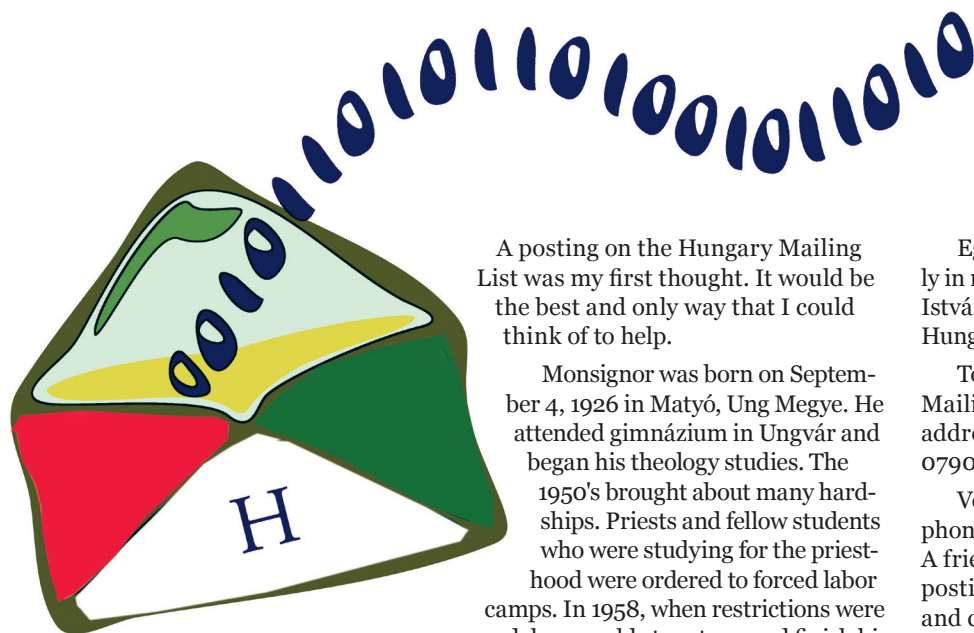 H
A posting on the Hungary Mailing
List was my first thought. It would be
the best and only way that I could
think of to help.
Monsignor was born on Septem-
ber 4, 1926 in Matyó, Ung Megye. He
attended gimnázium in Ungvár and
began his theology studies. The
1950's brought about many hard-
ships. Priests and fellow students
who were studying for the priest-
hood were ordered to forced labor
camps. In 1958, when restrictions were
ly in
Istvá
Hung
Maili
addre
0790
phon
A frie
posti
and c